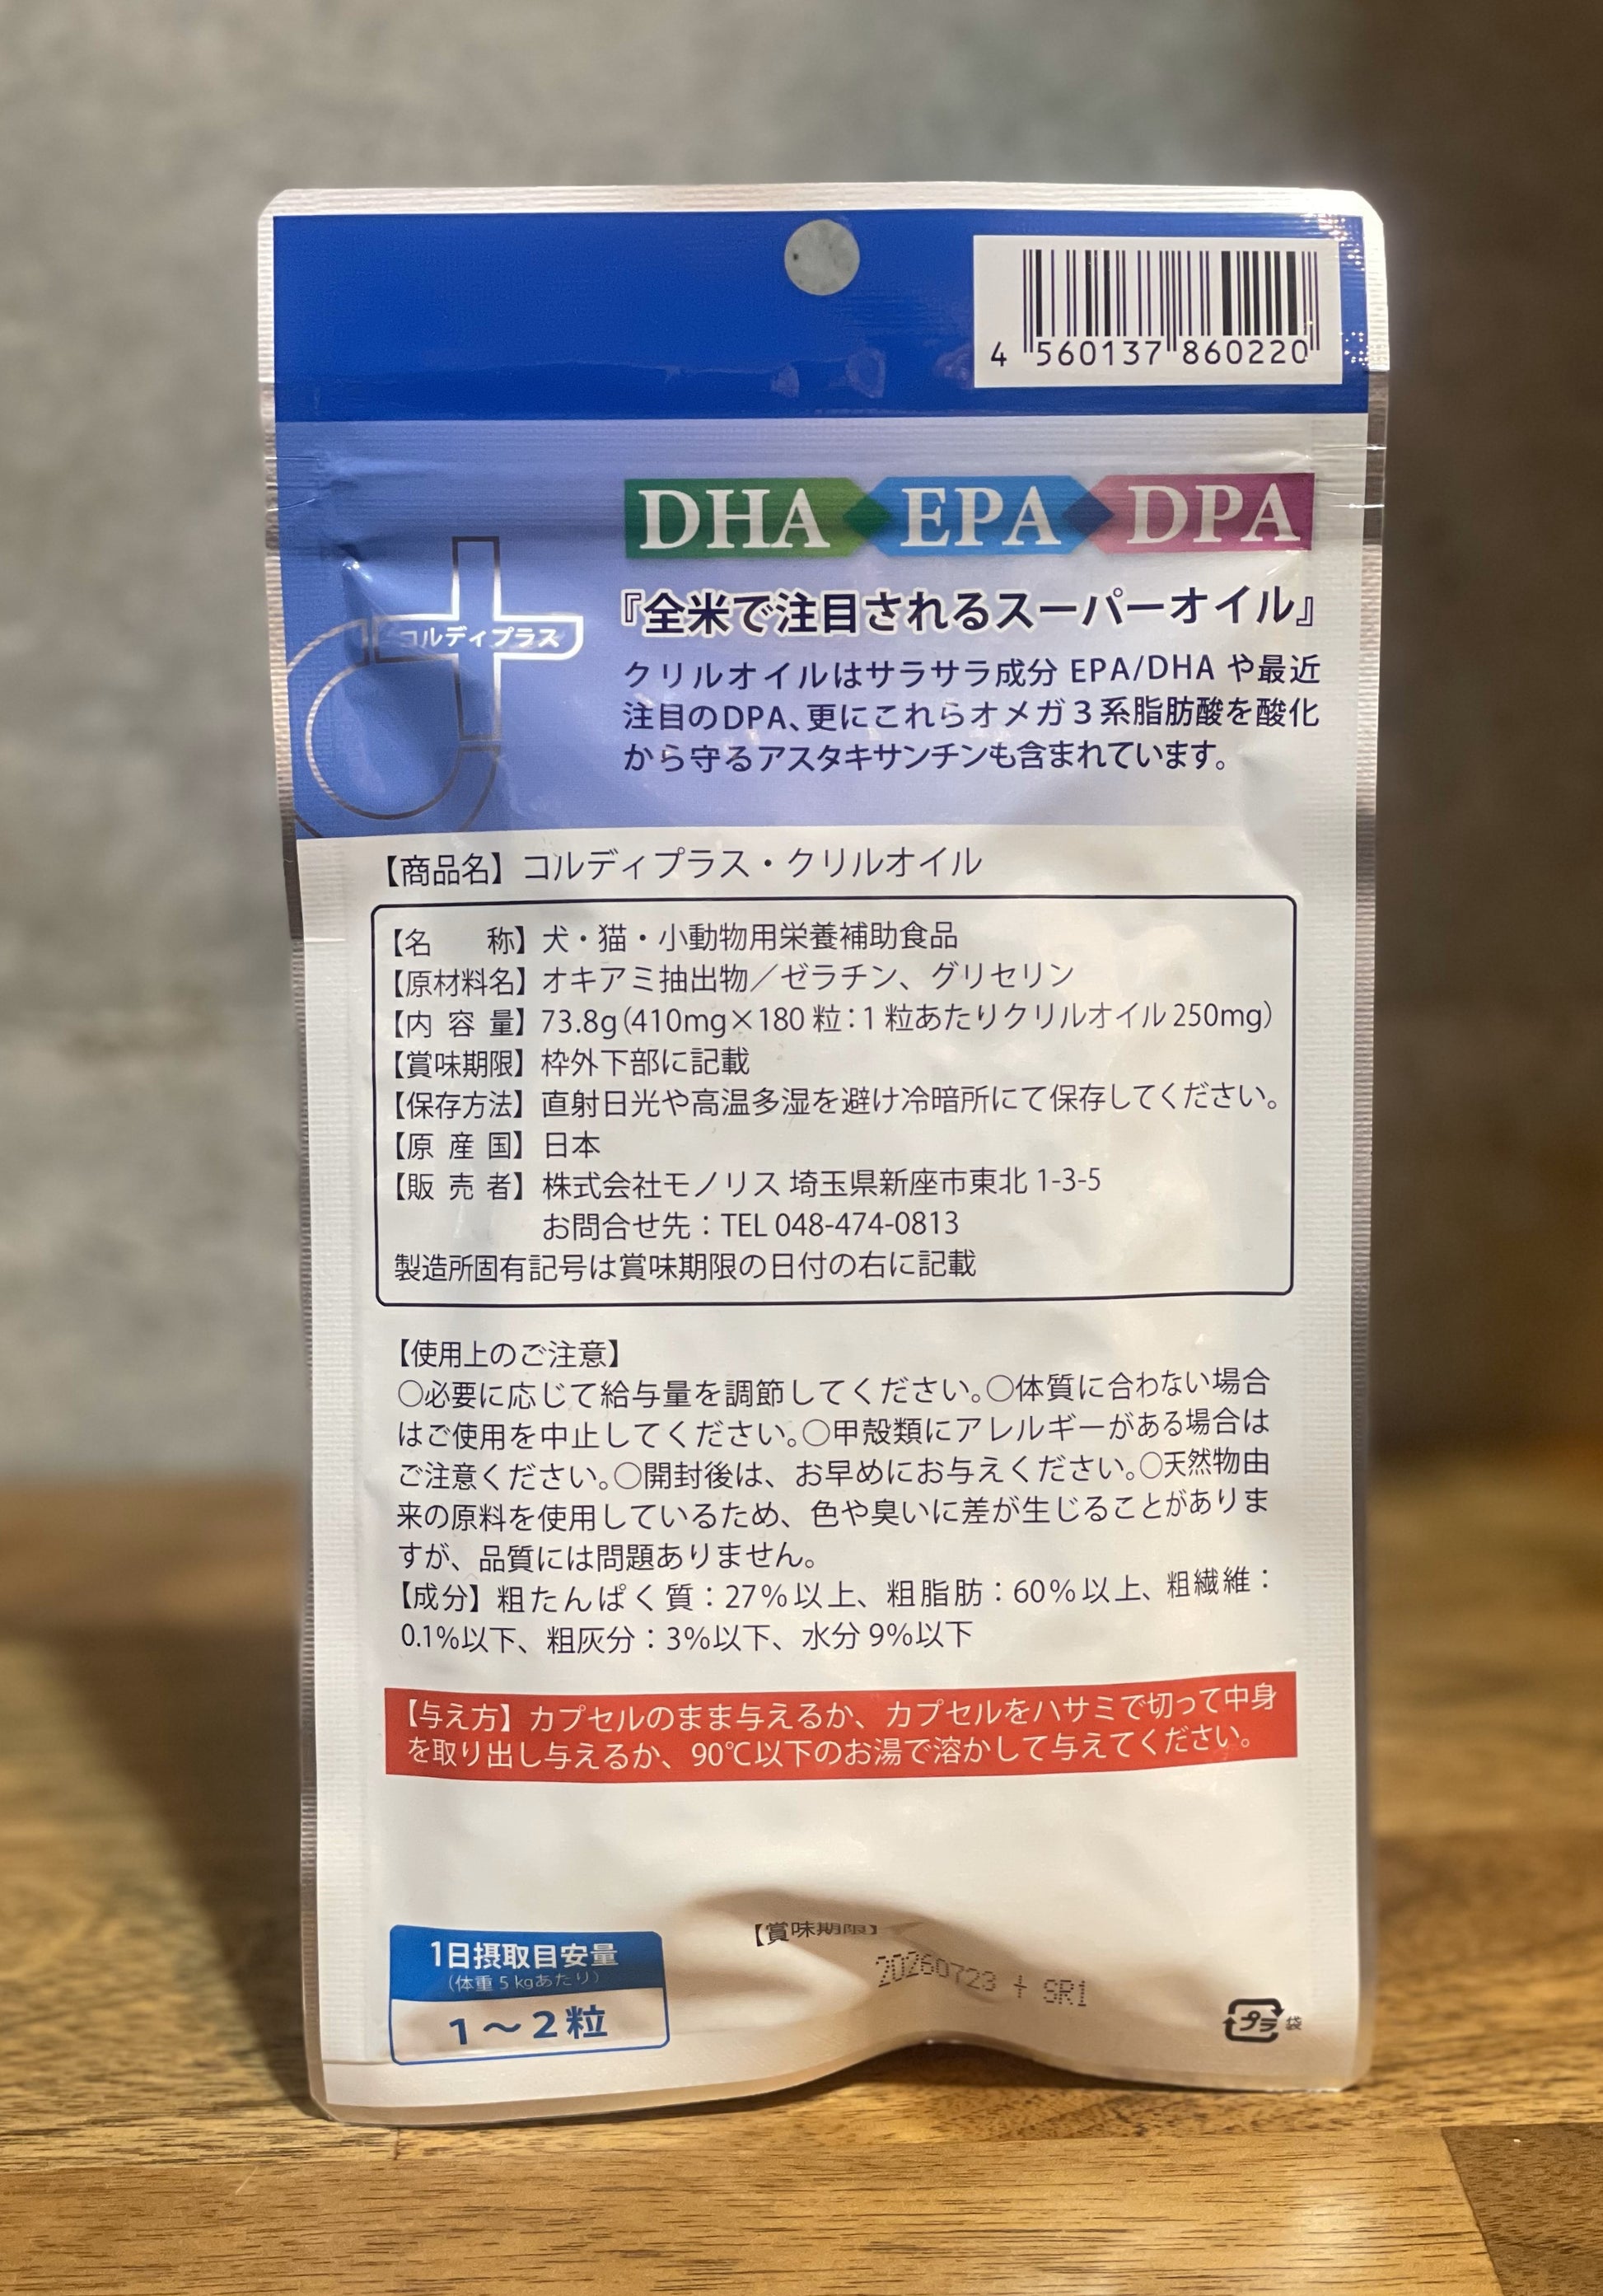 4 560137 860220
DHA EPA DPA
『全米で注目されるスーパーオイル』
コルディプラス
クリルオイルはサラサラ成分 EPA/DHA や最近
注目のDPA、更にこれらオメガ3系脂肪酸を酸化
から守るアスタキサンチンも含まれています。
【商品名】コルディプラス・クリルオイル
【名 称】犬・猫・小動物用栄養補助食品
【原材料名】オキアミ抽出物／ゼラチン、グリセリン
【内 容 量】73.8g(410mg×180 粒：1 粒あたりクリルオイル 250mg)
【賞味期限】枠外下部に記載
【保存方法】直射日光や高温多湿を避け冷暗所にて保存してください。
【原 産 国】日本
【販 売 者】株式会社モノリス 埼玉県新座市東北 1-3-5
お問合せ先：TEL 048-474-0813
製造所固有記号は賞味期限の日付の右に記載
【使用上のご注意】
○必要に応じて給与量を調節してください。○体質に合わない場合
はご使用を中止してください。○甲殻類にアレルギーがある場合は
ご注意ください。○開封後は、お早めにお与えください。○天然物由
来の原料を使用しているため、色や臭いに差が生じることがありま
すが、品質には問題ありません。
【成分】粗たんぱく質：27%以上、粗脂肪：60%以上、粗繊維：
0.1%以下、粗灰分：3%以下、水分 9%以下
【与え方】カプセルのまま与えるか、カプセルをハサミで切って中身
を取り出し与えるか、90℃以下のお湯で溶かして与えてください。
1日摂取目安量
（体重 5 kgあたり）
1～2粒
【賞味期限】
20260723 + SR1
プラ 袋